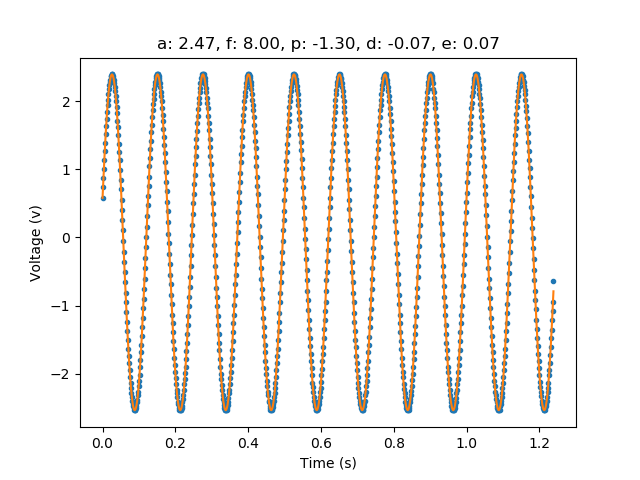 a: 2.47, f: 8.00, p: -1.30, d: -0.07, e: 0.07
Voltage (v)
2
1
0
−1
−2
0.0 0.2 0.4 0.6 0.8 1.0 1.2
Time (s)